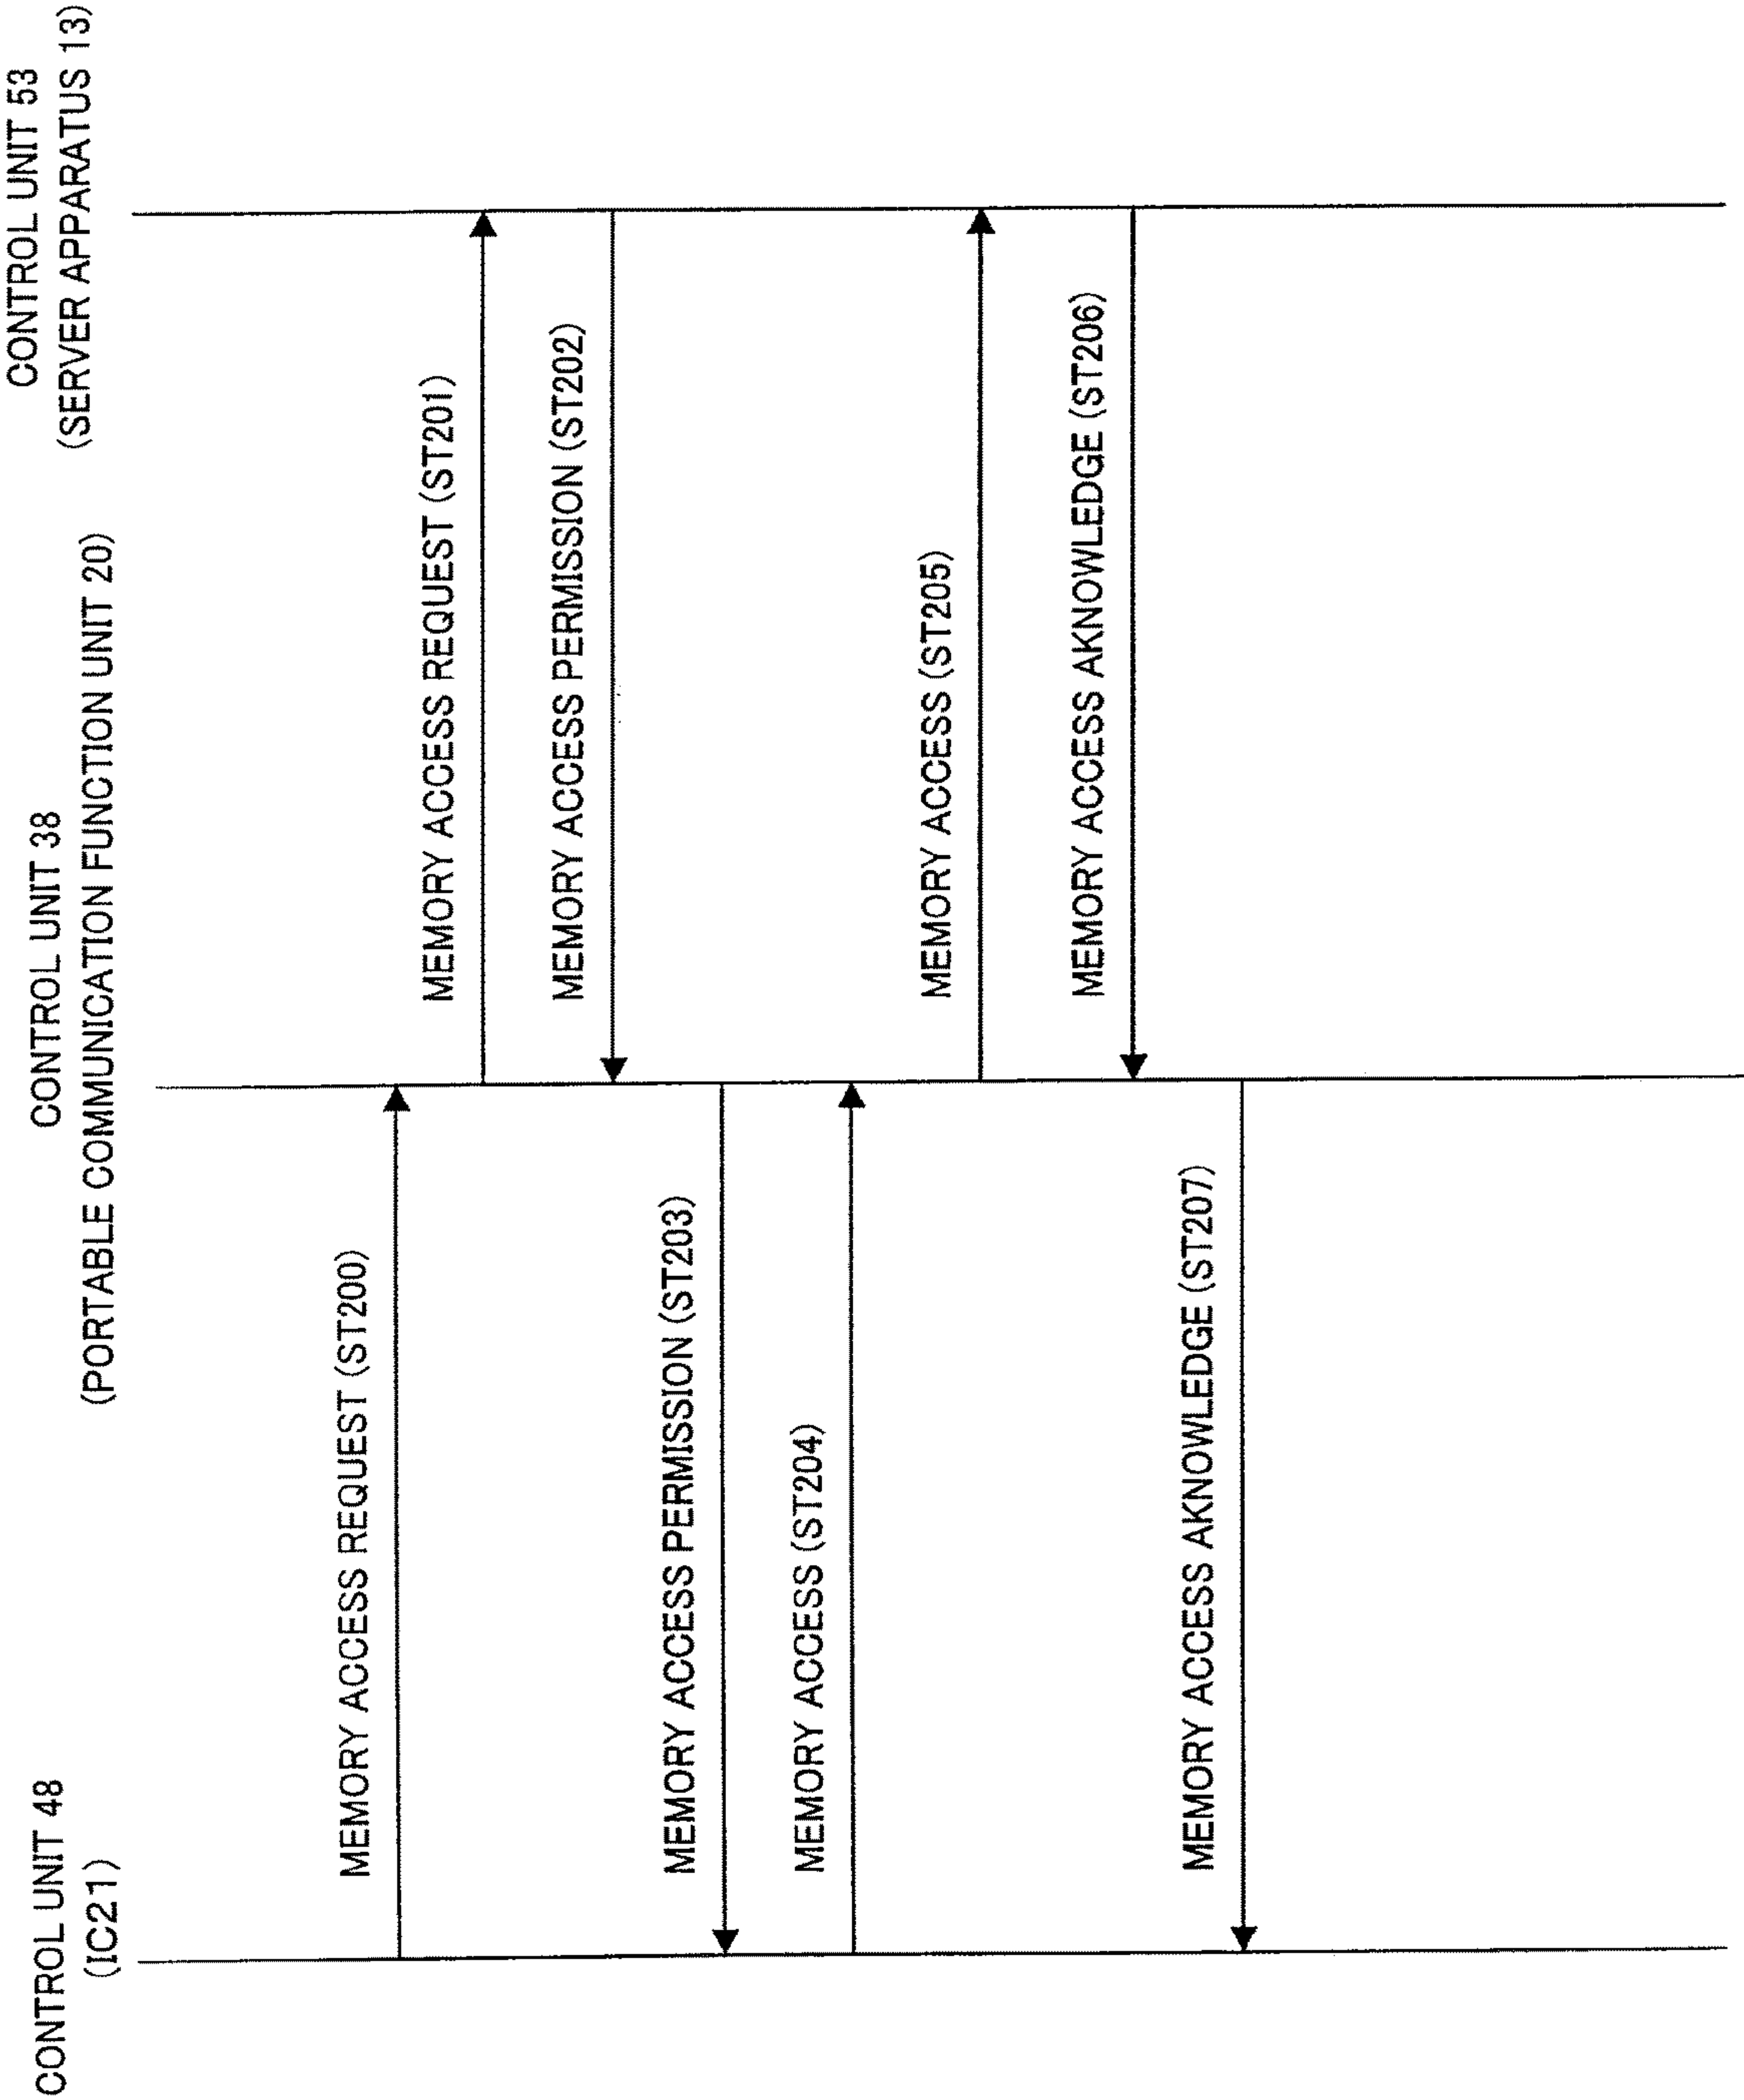 CONTROL UNIT 48
(IC21)
CONTROL UNIT 38
(PORTABLE COMMUNICATION FUNCTION UNIT 20)
CONTROL UNIT 53
(SERVER APPARATUS 13)
MEMORY ACCESS REQUEST (ST200)
MEMORY ACCESS REQUEST (ST201)
MEMORY ACCESS PERMISSION (ST202)
MEMORY ACCESS PERMISSION (ST203)
MEMORY ACCESS (ST204)
MEMORY ACCESS (ST205)
MEMORY ACCESS AKNOWLEDGE (ST206)
MEMORY ACCESS AKNOWLEDGE (ST207)